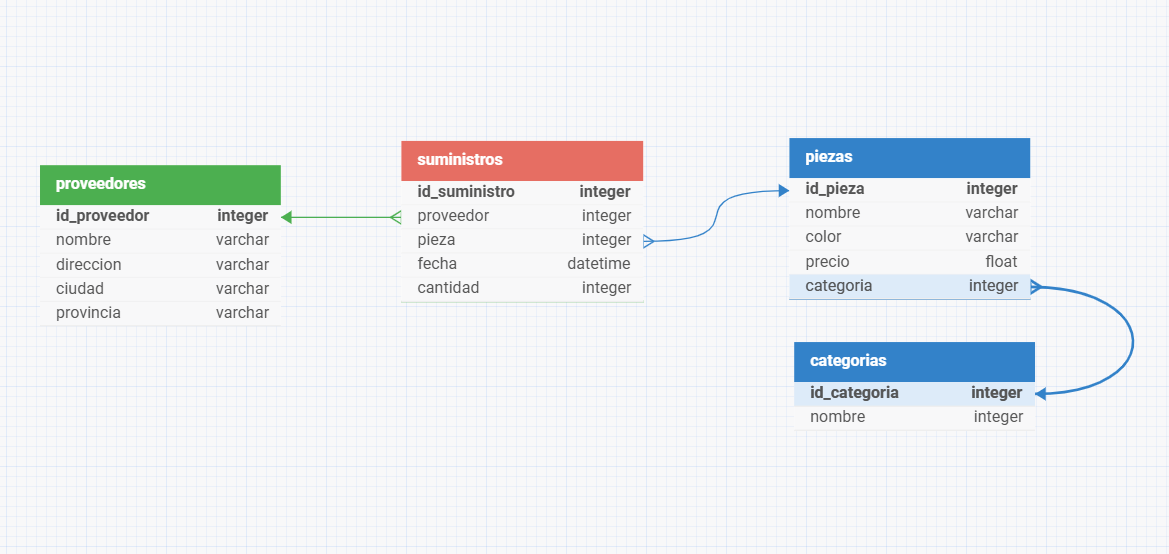 proveedores
id_proveedor integer
nombre varchar
direccion varchar
ciudad varchar
provincia varchar
suministros
id_suministro integer
proveedor integer
pieza integer
fecha datetime
cantidad integer
piezas
id_pieza integer
nombre varchar
color varchar
precio float
categoria integer
categorias
id_categoria integer
nombre integer